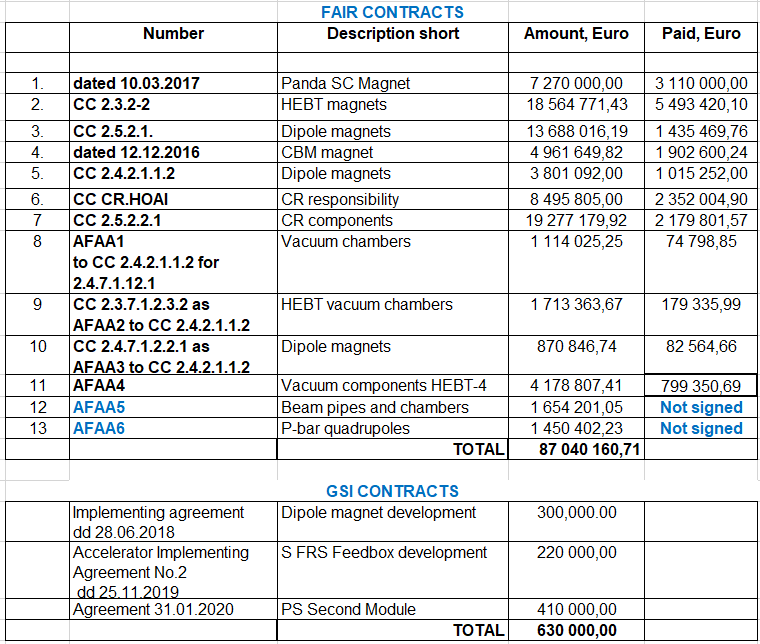 FAIR CONTRACTS
Number Description short Amount, Euro Paid, Euro
1. dated 10.03.2017 Panda SC Magnet 7 270 000,00 3 110 000,00
2. CC 2.3.2-2 HEBT magnets 18 564 771,43 5 493 420,10
3. CC 2.5.2.1. Dipole magnets 13 688 016,19 1 435 469,76
4. dated 12.12.2016 CBM magnet 4 961 649,82 1 902 600,24
5. CC 2.4.2.1.1.2 Dipole magnets 3 801 092,00 1 015 252,00
6. CC CR.HOAI CR responsibility 8 495 805,00 2 352 004,90
7 CC 2.5.2.2.1 CR components 19 277 179,92 2 179 801,57
8 AFAA1 Vacuum chambers 1 114 025,25 74 798,85
to CC 2.4.2.1.1.2 for
2.4.7.1.12.1
9 CC 2.3.7.1.2.3.2 as HEBT vacuum chambers 1 713 363,67 179 335,99
AFAA2 to CC 2.4.2.1.1.2
10 CC 2.4.7.1.2.2.1 as Dipole magnets 870 846,74 82 564,66
AFAA3 to CC 2.4.2.1.1.2
11 AFAA4 Vacuum components HEBT-4 4 178 807,41 799 350,69
12 AFAA5 Beam pipes and chambers 1 654 201,05 Not signed
13 AFAA6 P-bar quadrupoles 1 450 402,23 Not signed
TOTAL 87 040 160,71
GSI CONTRACTS
Implementing agreement Dipole magnet development 300,000.00
dd 28.06.2018
Accelerator Implementing S FRS Feedbox development 220 000,00
Agreement No.2
dd 25.11.2019
Agreement 31.01.2020 PS Second Module 410 000,00
TOTAL 630 000,00